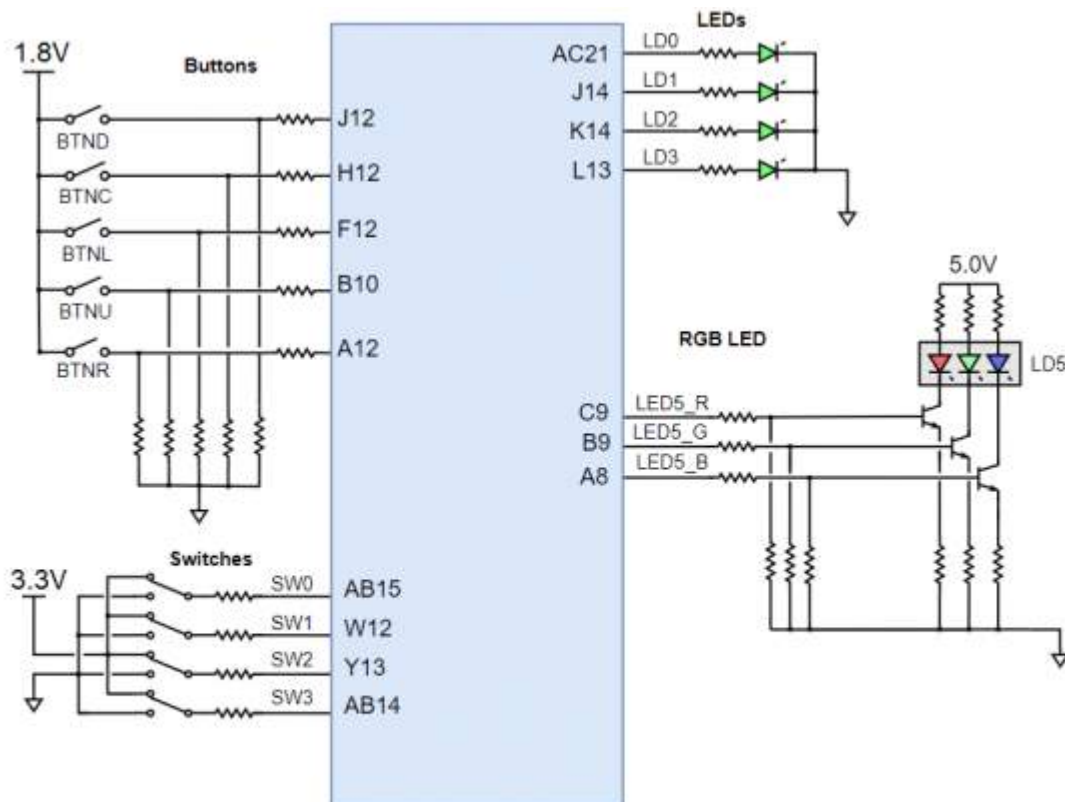 LEDs
1.8V
Buttons
AC21
LD0
J14
LD1
K14
LD2
L13
LD3
BTND
J12
BTNC
H12
BTNL
F12
BTNU
B10
BTNR
A12
5.0V
RGB LED
LD5
C9
LED5_R
B9
LED5_G
A8
LED5_B
Switches
3.3V
SW0
AB15
SW1
W12
SW2
Y13
SW3
AB14